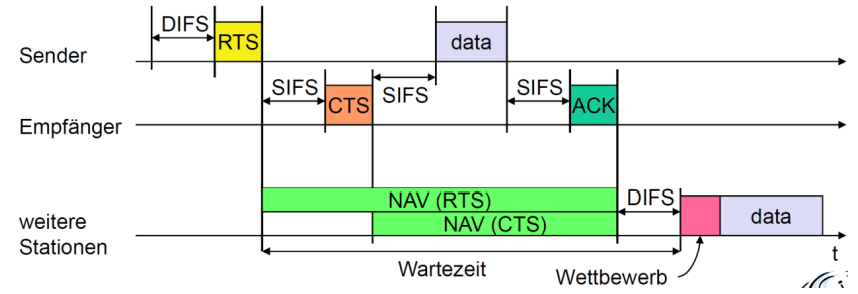 DIFS
Sender
RTS
data
t
SIFS
SIFS
SIFS
Empfänger
CTS
ACK
NAV (RTS)
DIFS
weitere
Stationen
NAV (CTS)
data
t
Wartezeit
Wettbewerb